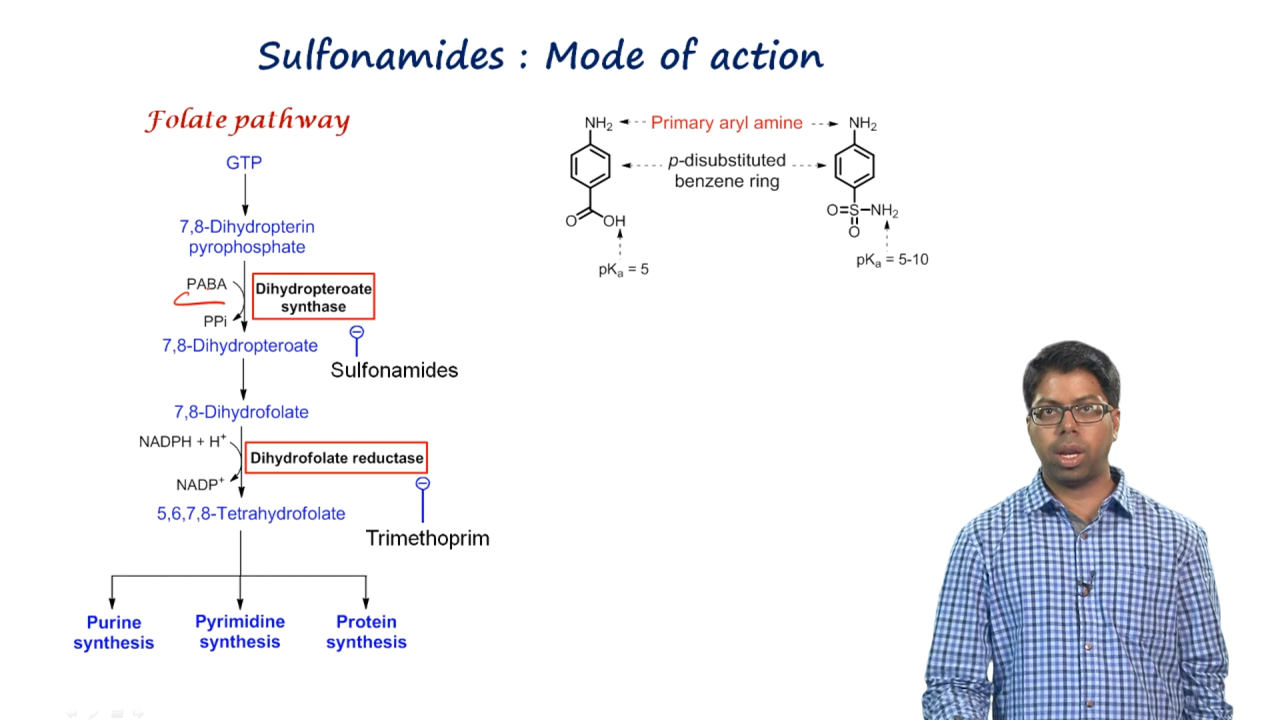 Sulfonamides : Mode of action
Folate pathway
GTP
7,8-Dihydropterin
pyrophosphate
PABA
Dihydropteroate
synthase
PPi
7,8-Dihydropteroate
Sulfonamides
7,8-Dihydrofolate
NADPH + H⁺
Dihydrofolate reductase
NADP⁺
5,6,7,8-Tetrahydrofolate
Trimethoprim
Purine
synthesis
Pyrimidine
synthesis
Protein
synthesis
NH₂
Primary aryl amine
NH₂
p-disubstituted
benzene ring
O
OH
O=S-NH₂
O
pKₐ = 5
pKₐ = 5-10